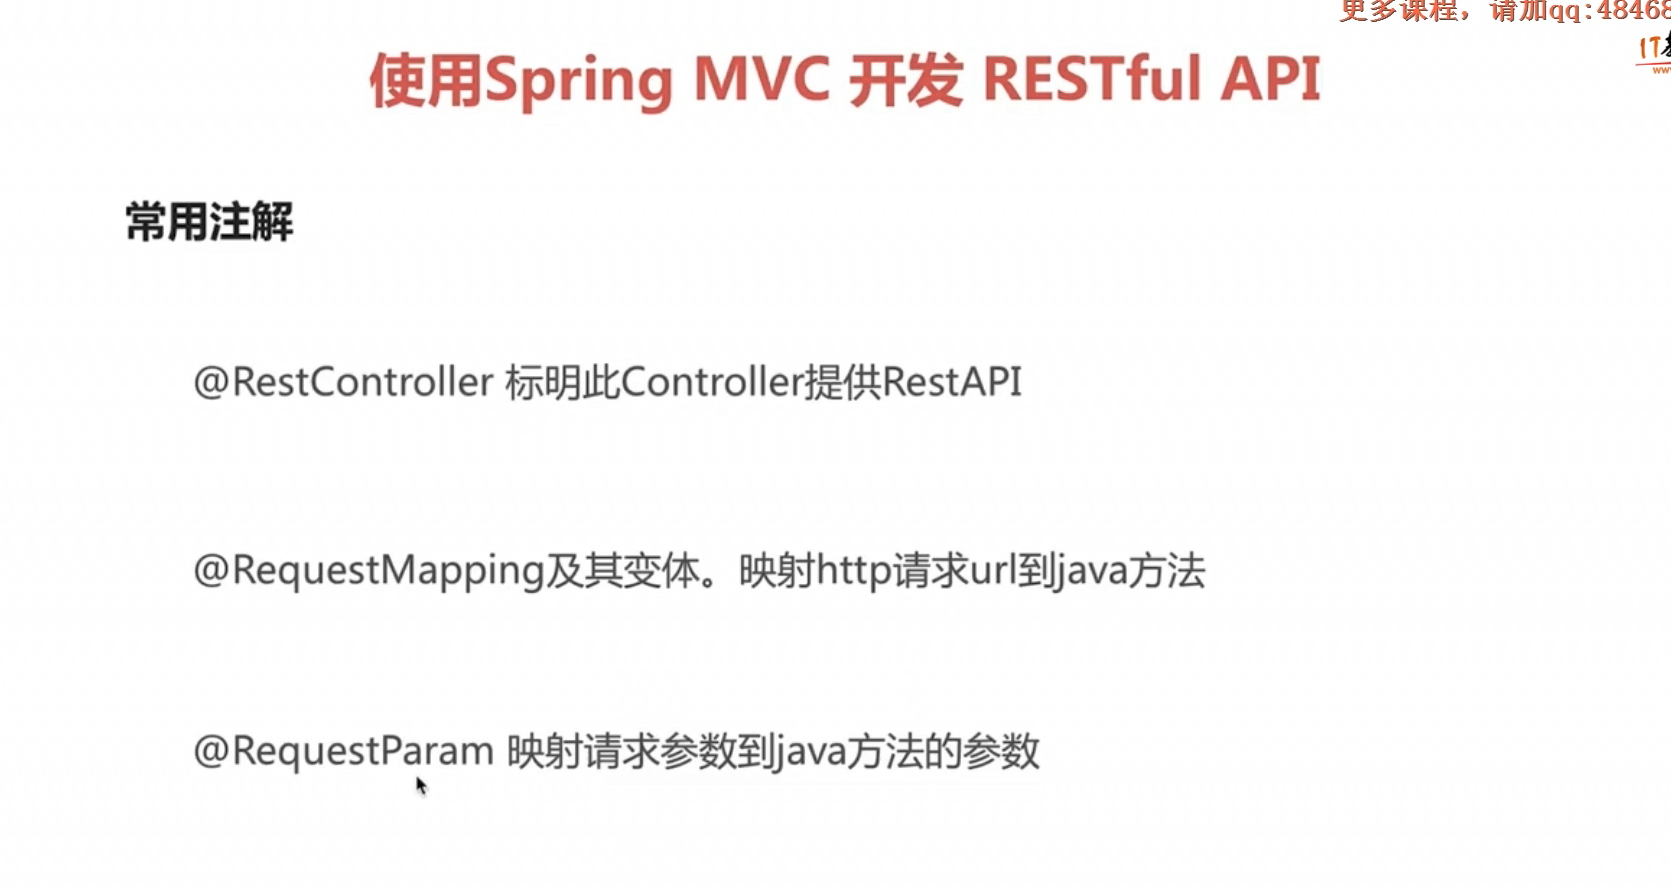 更多课程，请加qq:48468
IT
www
使用Spring MVC 开发 RESTful API
常用注解
@RestController 标明此Controller提供RestAPI
@RequestMapping及其变体。映射http请求url到java方法
@RequestParam 映射请求参数到java方法的参数